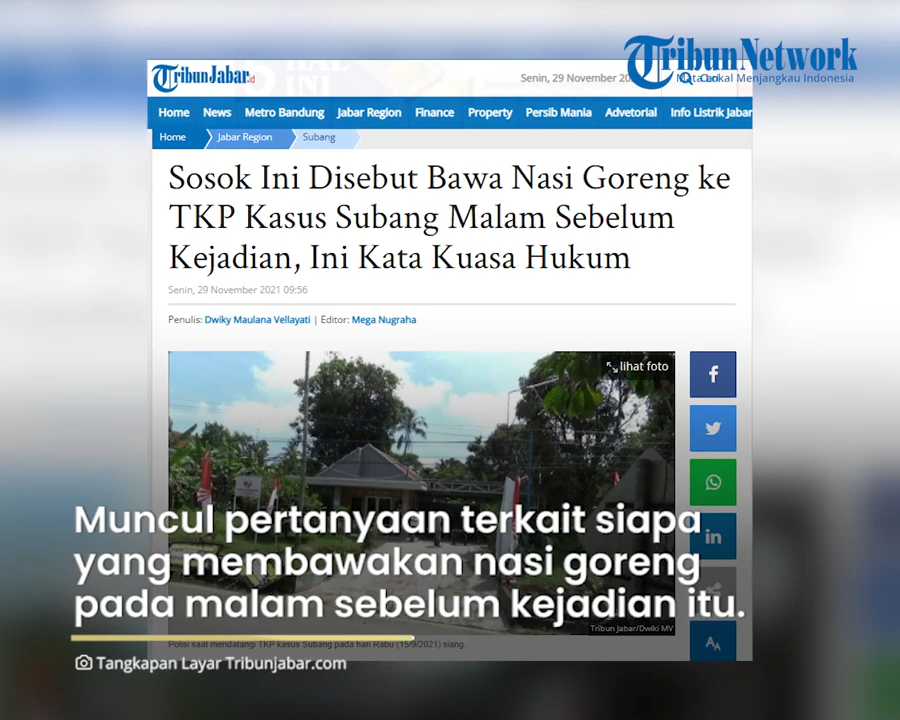 TribunNetwork
Mata Lokal Menjangkau Indonesia
TribunJabar.id
Senin, 29 November 20
Cari
Home News Metro Bandung Jabar Region Finance Property Persib Mania Advetorial Info Listrik Jabar
Home Jabar Region Subang
Sosok Ini Disebut Bawa Nasi Goreng ke
TKP Kasus Subang Malam Sebelum
Kejadian, Ini Kata Kuasa Hukum
Senin, 29 November 2021 09:56
Penulis: Dwiky Maulana Vellayati | Editor: Mega Nugraha
lihat foto
Muncul pertanyaan terkait siapa
yang membawakan nasi goreng
pada malam sebelum kejadian itu.
Tribun Jabar/Dwiki MV
Polisi saat mendatangi TKP kasus Subang pada hari Rabu (15/9/2021) siang.
Tangkapan Layar Tribunjabar.com